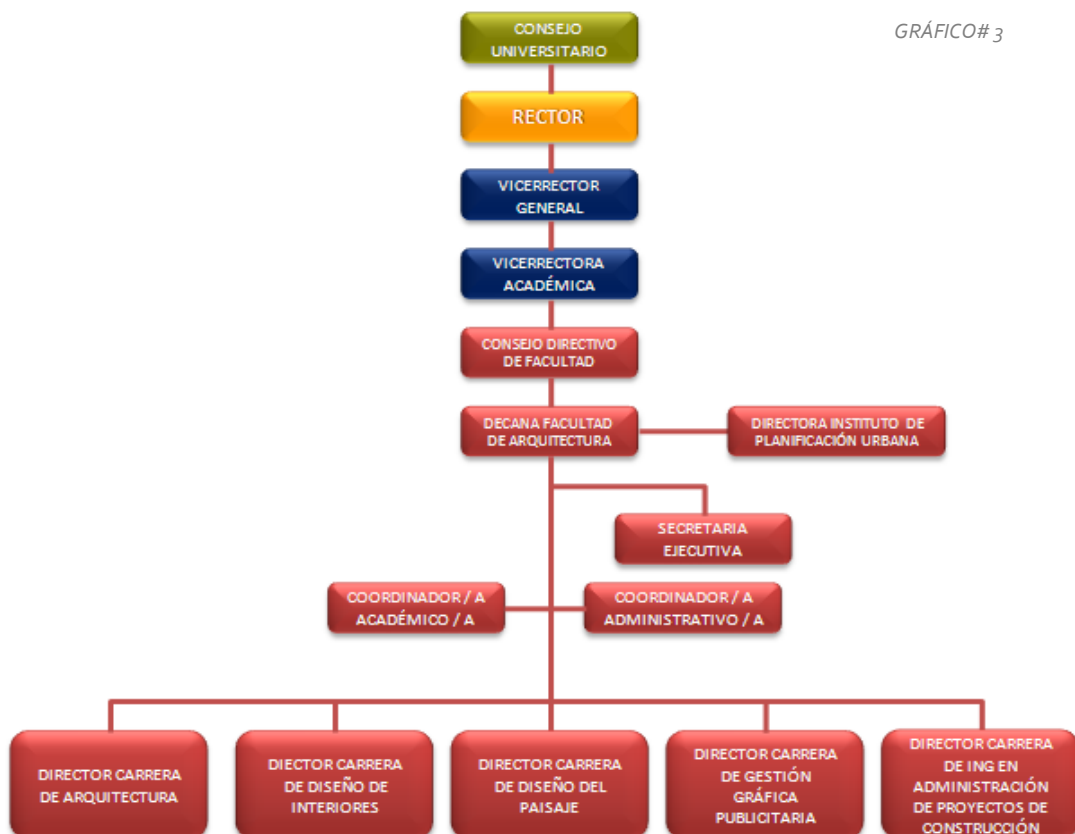 GRÁFICO# 3
CONSEJO
UNIVERSITARIO
RECTOR
VICERRECTOR
GENERAL
VICERRECTORA
ACADÉMICA
CONSEJO DIRECTIVO
DE FACULTAD
DECANA FACULTAD
DE ARQUITECTURA
DIRECTORA INSTITUTO DE
PLANIFICACIÓN URBANA
SECRETARIA
EJECUTIVA
COORDINADOR / A
ACADÉMICO / A
COORDINADOR / A
ADMINISTRATIVO / A
DIRECTOR CARRERA
DE ARQUITECTURA
DIECTOR CARRERA
DE DISEÑO DE
INTERIORES
DIRECTOR CARRERA
DE DISEÑO DEL
PAISAJE
DIRECTOR CARRERA
DE GESTIÓN
GRÁFICA
PUBLICITARIA
DIRECTOR CARRERA
DE ING EN
ADMINISTRACIÓN
DE PROYECTOS DE
CONSTRUCCIÓN